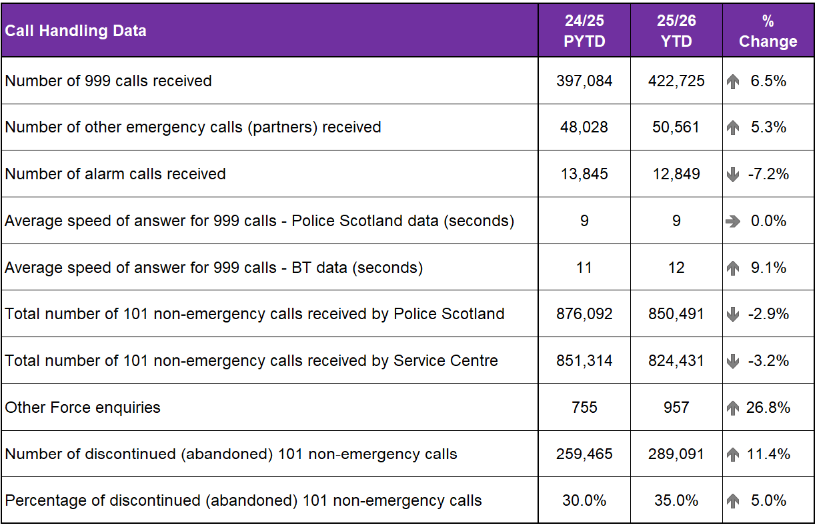 Call Handling Data 24/25 PYTD 25/26 YTD % Change
Number of 999 calls received 397,084 422,725 6.5%
Number of other emergency calls (partners) received 48,028 50,561 5.3%
Number of alarm calls received 13,845 12,849 -7.2%
Average speed of answer for 999 calls - Police Scotland data (seconds) 9 9 0.0%
Average speed of answer for 999 calls - BT data (seconds) 11 12 9.1%
Total number of 101 non-emergency calls received by Police Scotland 876,092 850,491 -2.9%
Total number of 101 non-emergency calls received by Service Centre 851,314 824,431 -3.2%
Other Force enquiries 755 957 26.8%
Number of discontinued (abandoned) 101 non-emergency calls 259,465 289,091 11.4%
Percentage of discontinued (abandoned) 101 non-emergency calls 30.0% 35.0% 5.0%